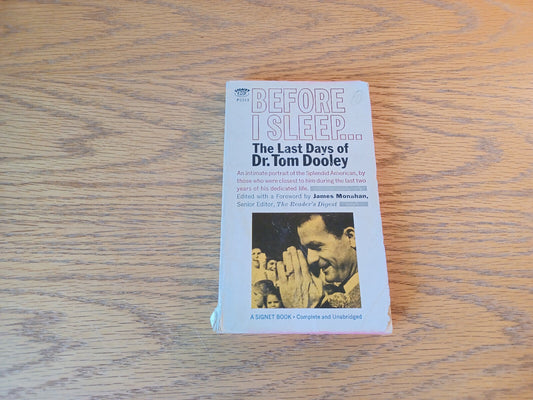 SIGNET
BEFORE
I SLEEP...
The Last Days of
Dr. Tom Dooley
An intimate portrait of the Splendid American, by
those who were closest to him during the last two
years of his dedicated life.
Edited with a Foreword by James Monahan,
Senior Editor, The Reader's Digest
A SIGNET BOOK • Complete and Unabridged